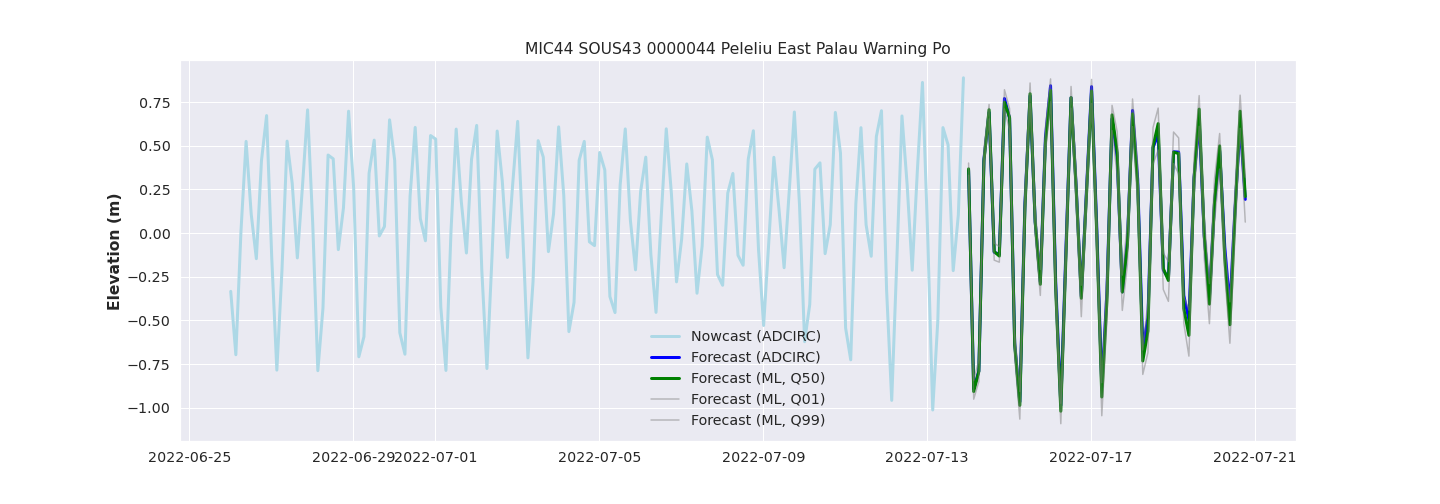 MIC44 SOUS43 0000044 Peleliu East Palau Warning Po
Elevation (m)
0.75
0.50
0.25
0.00
−0.25
−0.50
−0.75
−1.00
Nowcast (ADCIRC)
Forecast (ADCIRC)
Forecast (ML, Q50)
Forecast (ML, Q01)
Forecast (ML, Q99)
2022-06-25 2022-06-29 2022-07-01 2022-07-05 2022-07-09 2022-07-13 2022-07-17 2022-07-21